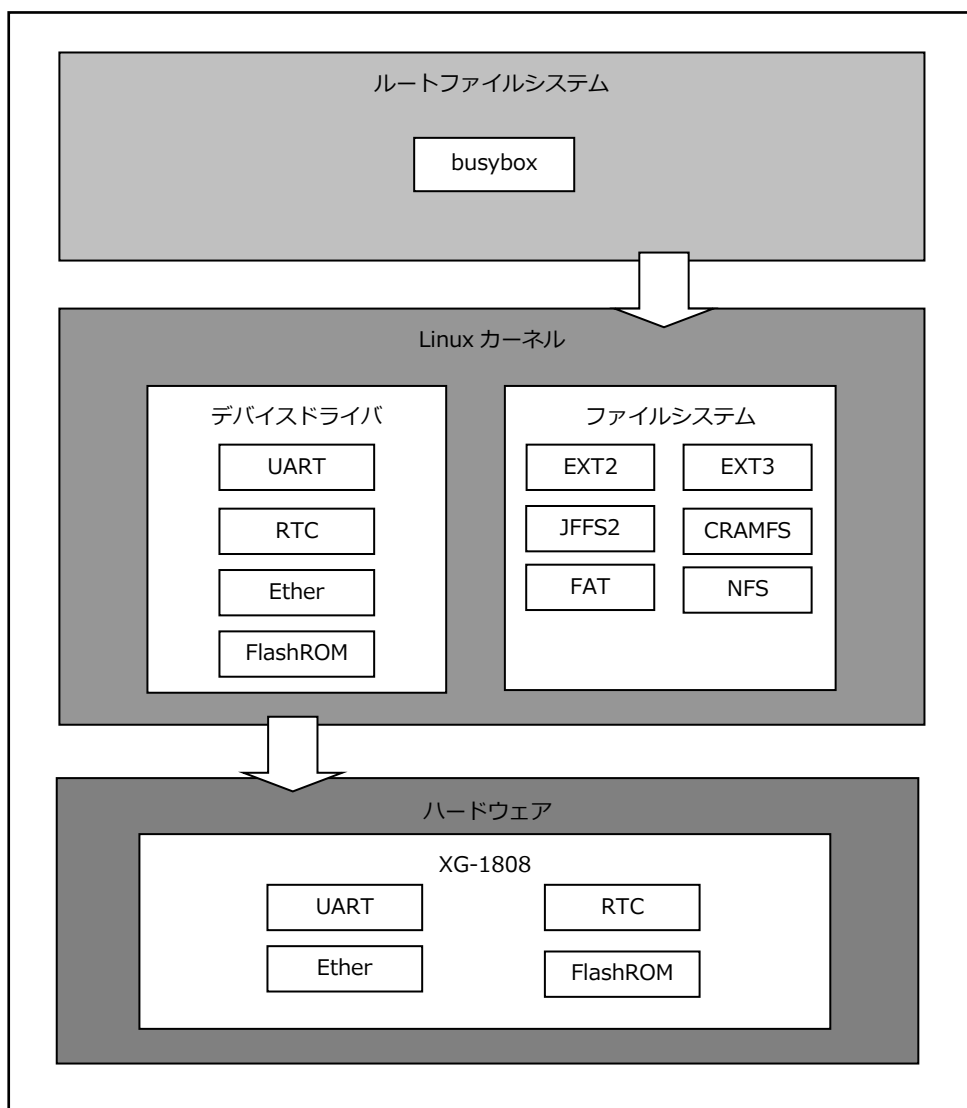 ルートファイルシステム
busybox
Linux カーネル
デバイスドライバ
UART
RTC
Ether
FlashROM
ファイルシステム
EXT2
EXT3
JFFS2
CRAMFS
FAT
NFS
ハードウェア
XG-1808
UART
RTC
Ether
FlashROM